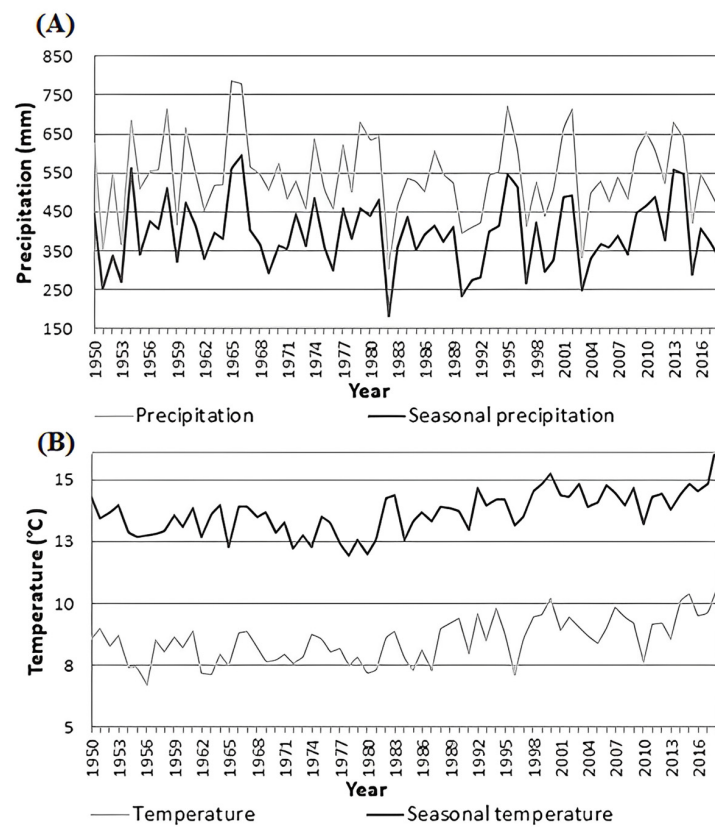 (A)
850
750
650
550
450
350
250
150
Precipitation (mm)
1950 1953 1956 1959 1962 1965 1968 1971 1974 1977 1980 1983 1986 1989 1992 1995 1998 2001 2004 2007 2010 2013 2016
Year
Precipitation Seasonal precipitation
(B)
15
13
10
8
5
Temperature (°C)
1950 1953 1956 1959 1962 1965 1968 1971 1974 1977 1980 1983 1986 1989 1992 1995 1998 2001 2004 2007 2010 2013 2016
Year
Temperature Seasonal temperature